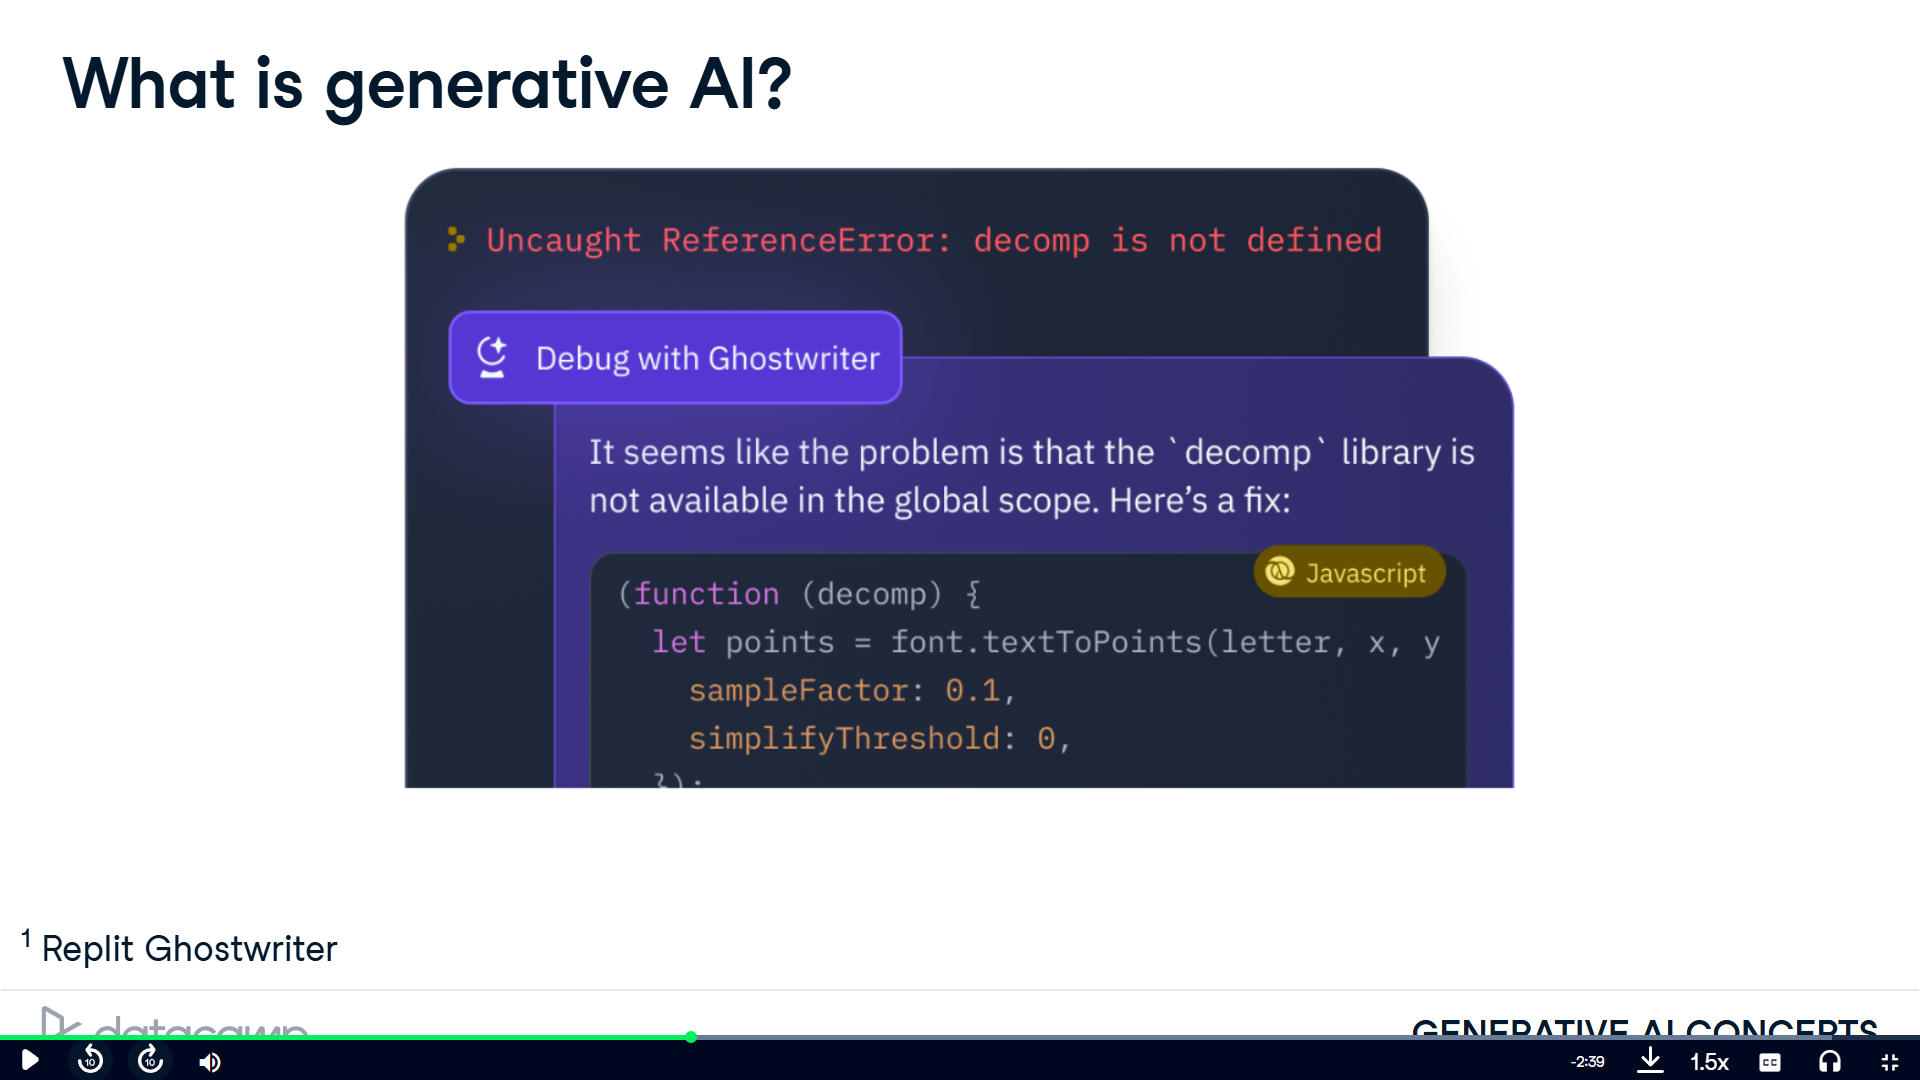 What is generative AI?
Uncaught ReferenceError: decomp is not defined
Debug with Ghostwriter
It seems like the problem is that the `decomp` library is
not available in the global scope. Here's a fix:
Javascript
(function (decomp) {
let points = font.textToPoints(letter, x, y
sampleFactor: 0.1,
simplifyThreshold: 0,
});
1 Replit Ghostwriter
datacamp
GENERATIVE AI CONCEPTS
10
10
-2:39
1.5x
CC